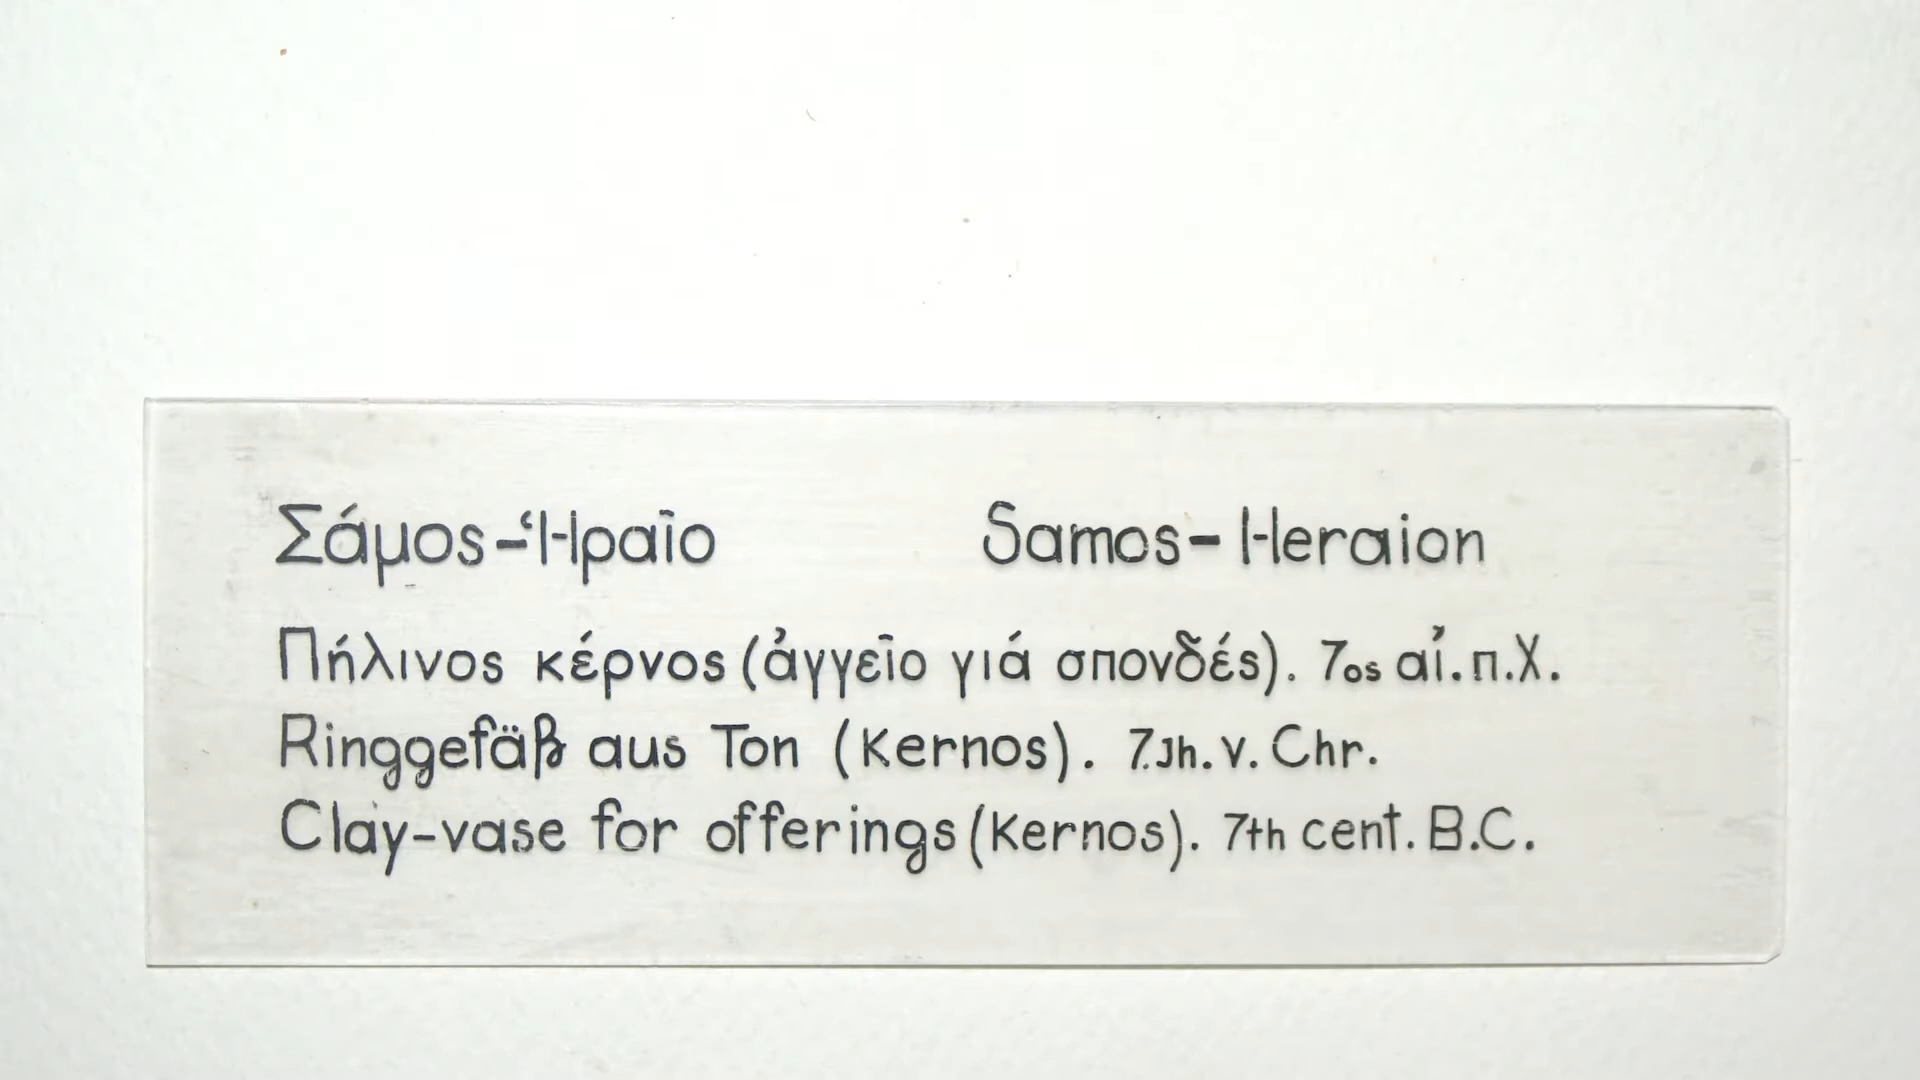 Σάμος-Ἡραῖο Samos-Heraion
Πήλινος κέρνος (ἀγγεῖο γιά σπονδές). 7ος αἰ. π.Χ.
Ringgefäß aus Ton (Kernos). 7.Jh. v. Chr.
Clay-vase for offerings (Kernos). 7th cent. B.C.